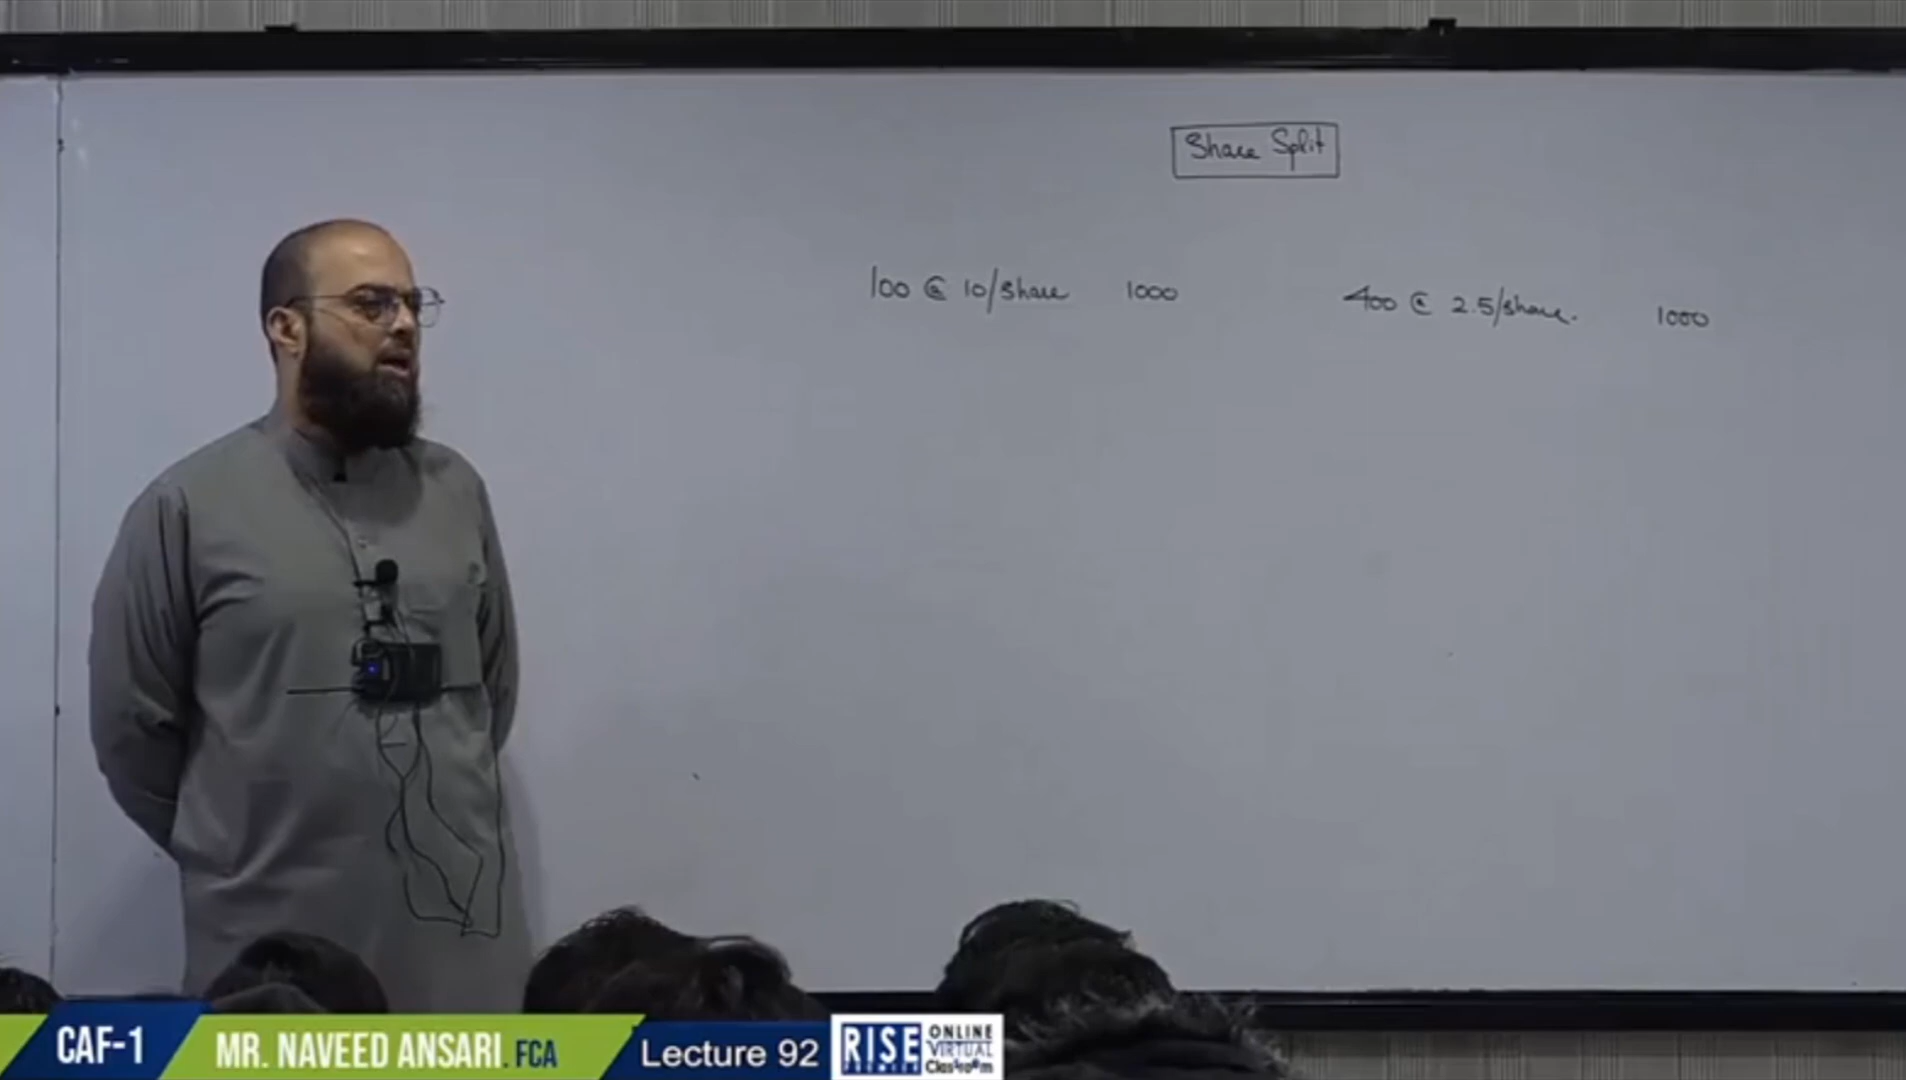 Share Split
100 @ 10/share 1000
400 @ 2.5/share. 1000
CAF-1
MR. NAVEED ANSARI. FCA
Lecture 92
RISE
PREMIER
ONLINE
VIRTUAL
Classroom